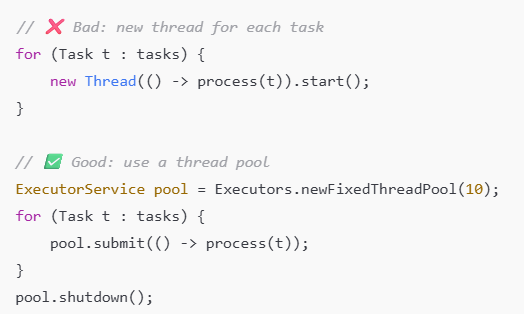 // ❌ Bad: new thread for each task
for (Task t : tasks) {
    new Thread(() -> process(t)).start();
}
// ✅ Good: use a thread pool
ExecutorService pool = Executors.newFixedThreadPool(10);
for (Task t : tasks) {
    pool.submit(() -> process(t));
}
pool.shutdown();